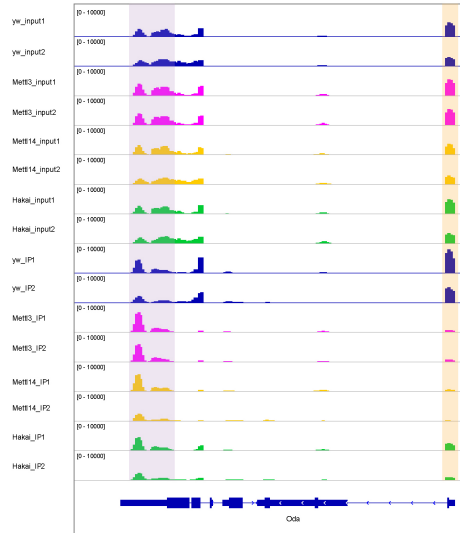 yw_input1 [0 - 10000]
yw_input2 [0 - 10000]
Mettl3_input1 [0 - 10000]
Mettl3_input2 [0 - 10000]
Mettl14_input1 [0 - 10000]
Mettl14_input2 [0 - 10000]
Hakai_input1 [0 - 10000]
Hakai_input2 [0 - 10000]
yw_IP1 [0 - 10000]
yw_IP2 [0 - 10000]
Mettl3_IP1 [0 - 10000]
Mettl3_IP2 [0 - 10000]
Mettl14_IP1 [0 - 10000]
Mettl14_IP2 [0 - 10000]
Hakai_IP1 [0 - 10000]
Hakai_IP2 [0 - 10000]
Oda